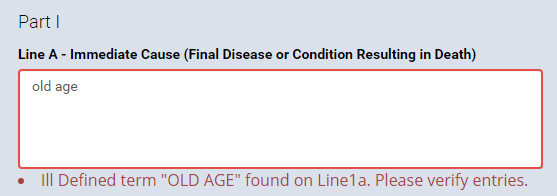 Part I
Line A - Immediate Cause (Final Disease or Condition Resulting in Death)
old age
• Ill Defined term "OLD AGE" found on Line1a. Please verify entries.